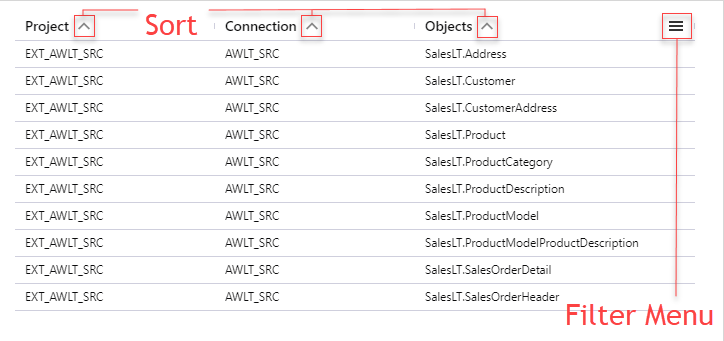 Project Sort Connection Objects
EXT_AWLT_SRC AWLT_SRC SalesLT.Address
EXT_AWLT_SRC AWLT_SRC SalesLT.Customer
EXT_AWLT_SRC AWLT_SRC SalesLT.CustomerAddress
EXT_AWLT_SRC AWLT_SRC SalesLT.Product
EXT_AWLT_SRC AWLT_SRC SalesLT.ProductCategory
EXT_AWLT_SRC AWLT_SRC SalesLT.ProductDescription
EXT_AWLT_SRC AWLT_SRC SalesLT.ProductModel
EXT_AWLT_SRC AWLT_SRC SalesLT.ProductModelProductDescription
EXT_AWLT_SRC AWLT_SRC SalesLT.SalesOrderDetail
EXT_AWLT_SRC AWLT_SRC SalesLT.SalesOrderHeader
Filter Menu